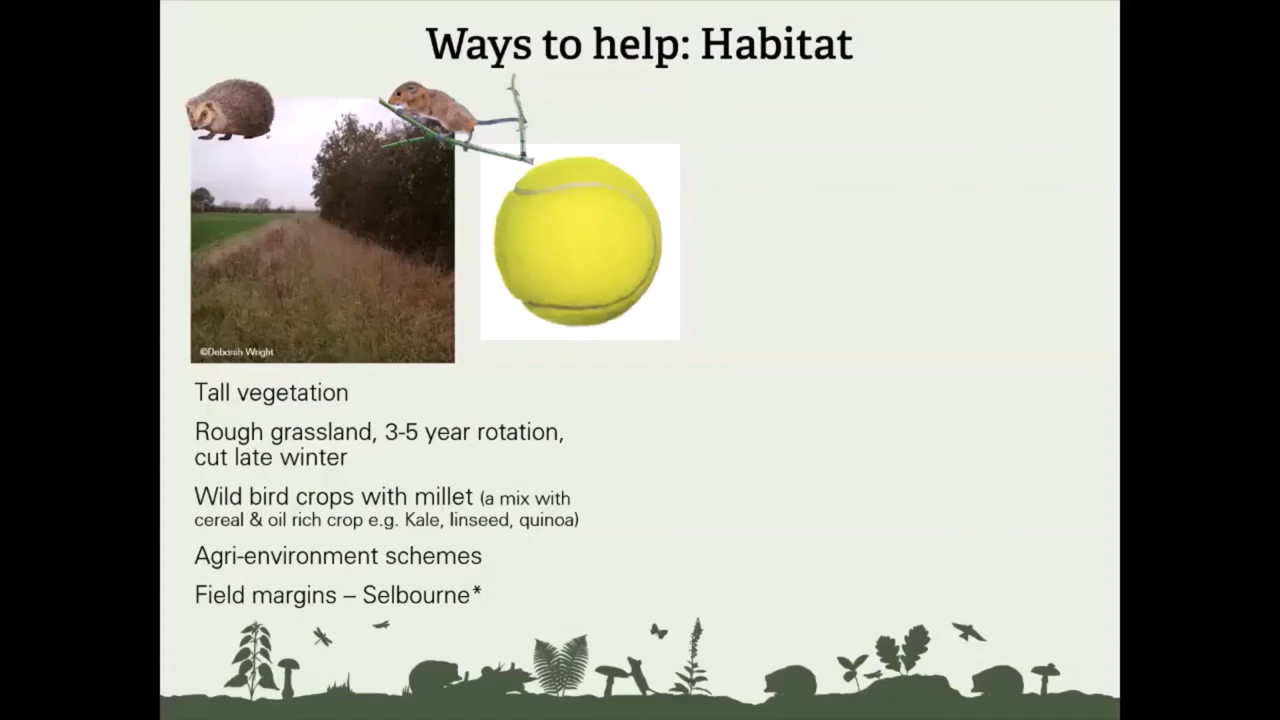 Ways to help: Habitat
©Deborah Wright
Tall vegetation
Rough grassland, 3-5 year rotation,
cut late winter
Wild bird crops with millet (a mix with
cereal & oil rich crop e.g. Kale, linseed, quinoa)
Agri-environment schemes
Field margins – Selbourne*